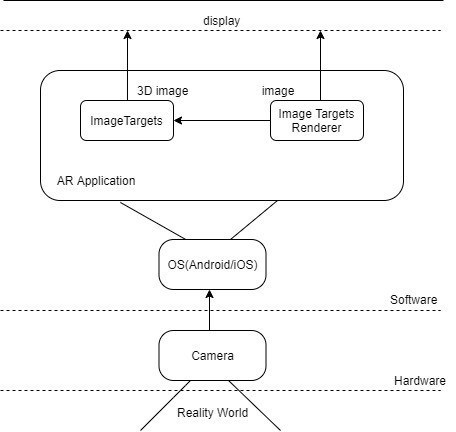 display
3D image
image
ImageTargets
Image Targets
Renderer
AR Application
OS(Android/iOS)
Software
Camera
Hardware
Reality World